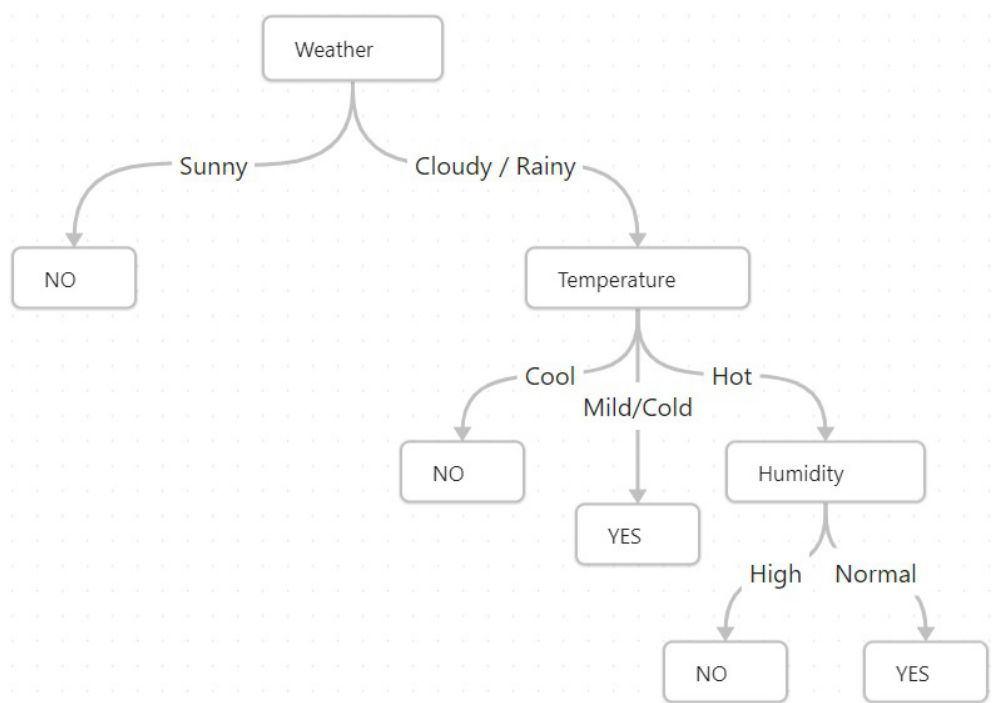 Weather
Sunny
Cloudy / Rainy
NO
Temperature
Cool
Hot
Mild/Cold
NO
Humidity
YES
High
Normal
NO
YES